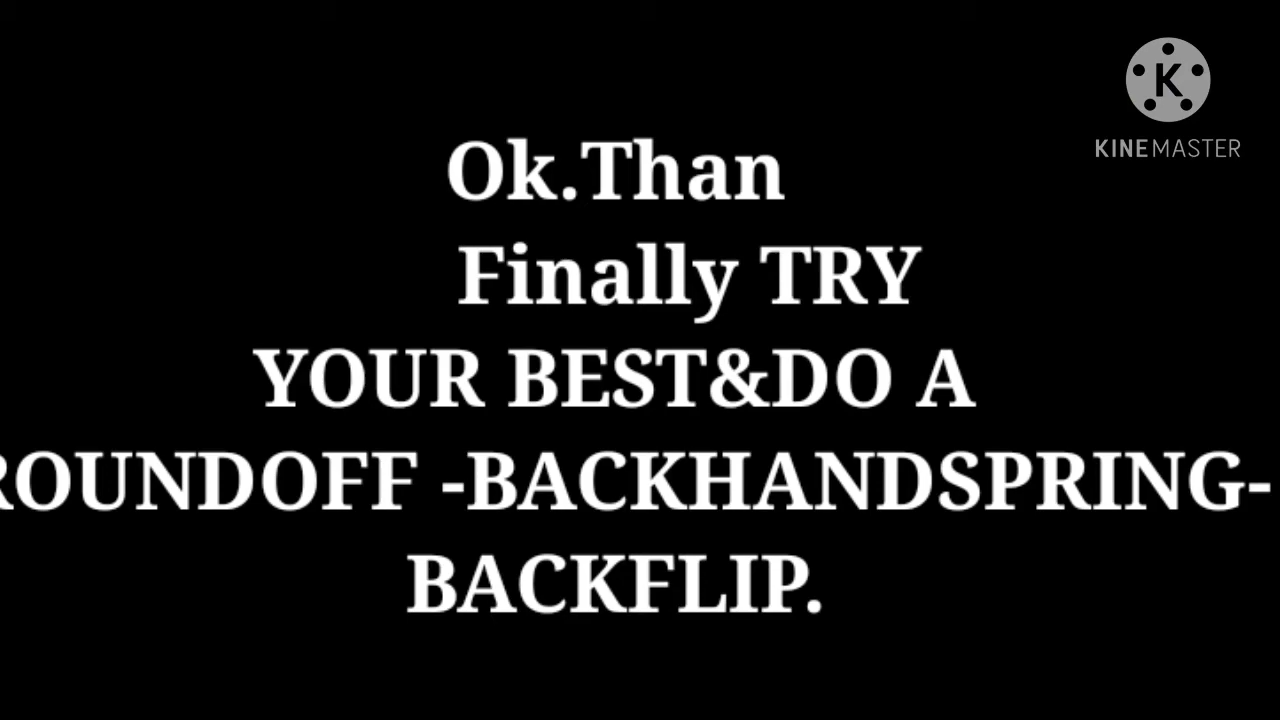 K
KINEMASTER
Ok.Than
Finally TRY
YOUR BEST&DO A
ROUNDOFF -BACKHANDSPRING-
BACKFLIP.